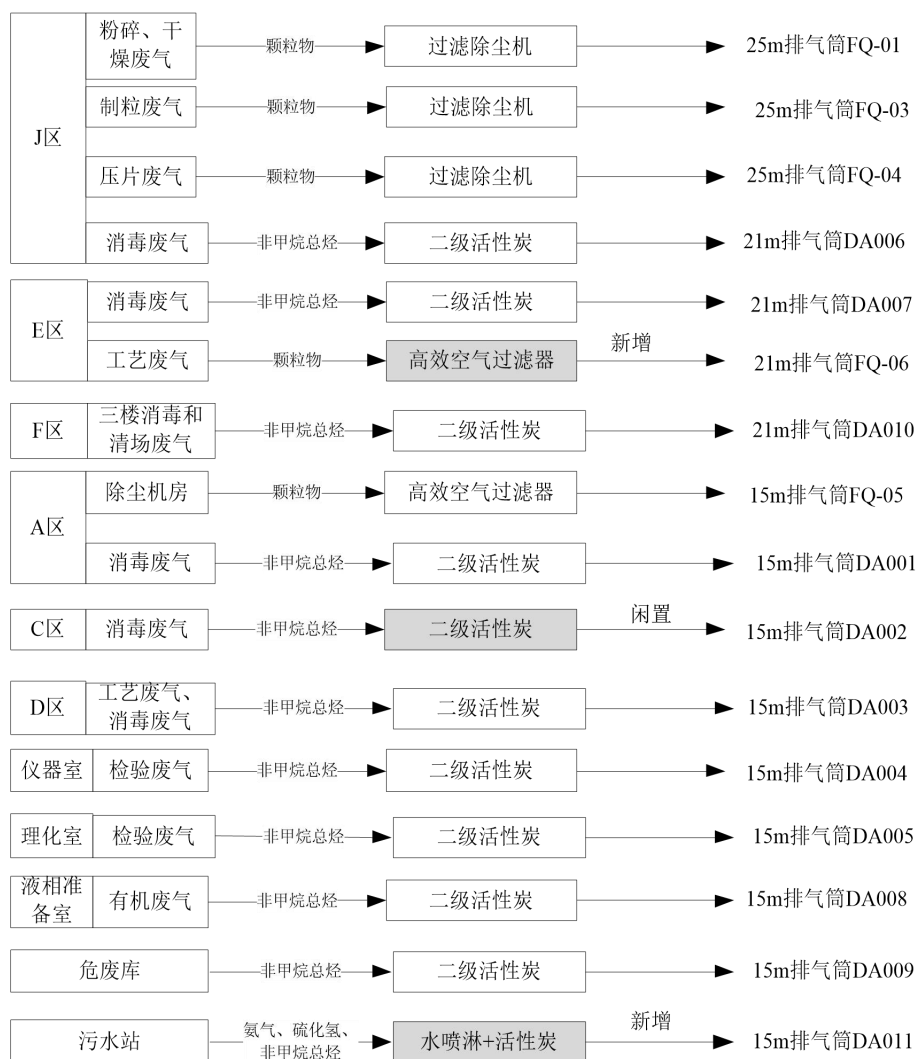 J区
粉碎、干
燥废气
颗粒物
过滤除尘机
25m排气筒FQ-01
制粒废气
颗粒物
过滤除尘机
25m排气筒FQ-03
压片废气
颗粒物
过滤除尘机
25m排气筒FQ-04
消毒废气
非甲烷总烃
二级活性炭
21m排气筒DA006
E区
消毒废气
非甲烷总烃
二级活性炭
21m排气筒DA007
工艺废气
颗粒物
高效空气过滤器
新增
21m排气筒FQ-06
F区
三楼消毒和
清场废气
非甲烷总烃
二级活性炭
21m排气筒DA010
A区
除尘机房
颗粒物
高效空气过滤器
15m排气筒FQ-05
消毒废气
非甲烷总烃
二级活性炭
15m排气筒DA001
C区
消毒废气
非甲烷总烃
二级活性炭
闲置
15m排气筒DA002
D区
工艺废气、
消毒废气
非甲烷总烃
二级活性炭
15m排气筒DA003
仪器室
检验废气
非甲烷总烃
二级活性炭
15m排气筒DA004
理化室
检验废气
非甲烷总烃
二级活性炭
15m排气筒DA005
液相准
备室
有机废气
非甲烷总烃
二级活性炭
15m排气筒DA008
危废库
非甲烷总烃
二级活性炭
15m排气筒DA009
污水站
氨气、硫化氢、
非甲烷总烃
水喷淋+活性炭
新增
15m排气筒DA011